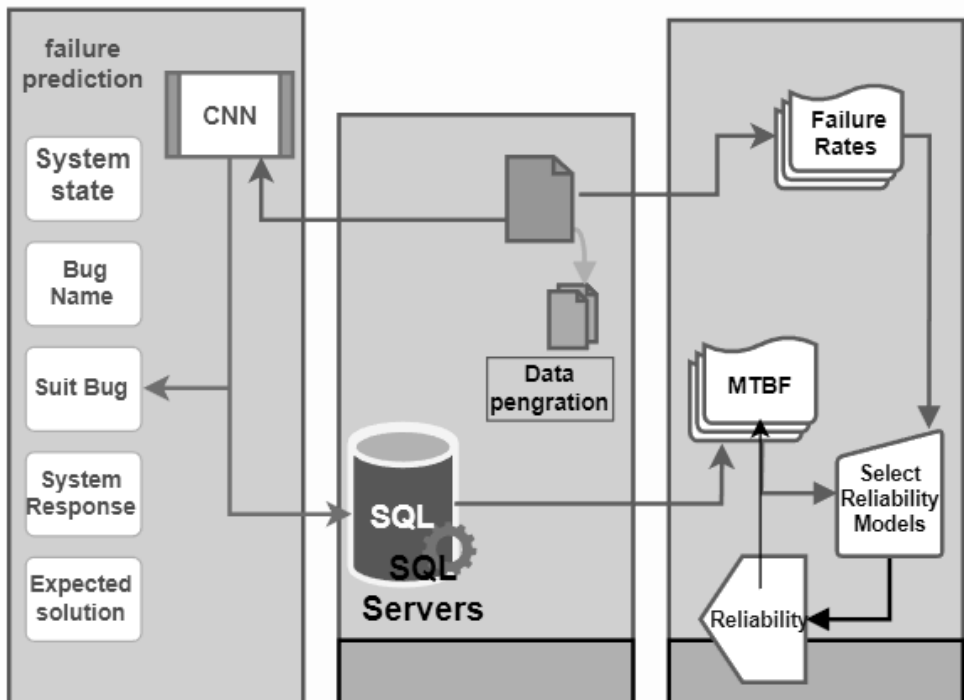 failure
prediction
CNN
System
state
Bug
Name
Suit Bug
System
Response
Expected
solution
Data
pengration
SQL
SQL
Servers
Failure
Rates
MTBF
Select
Reliability
Models
Reliability